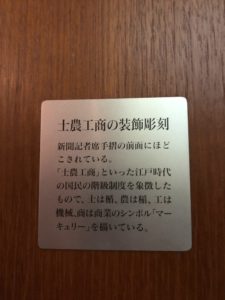 士農工商の装飾彫刻
新聞記者席手摺の前面にほど
こされている。
「士農工商」といった江戸時代
の国民の階級制度を象徴した
もので、士は楯、農は植、工は
機械、商は商業のシンボル「マー
キュリー」を描いている。